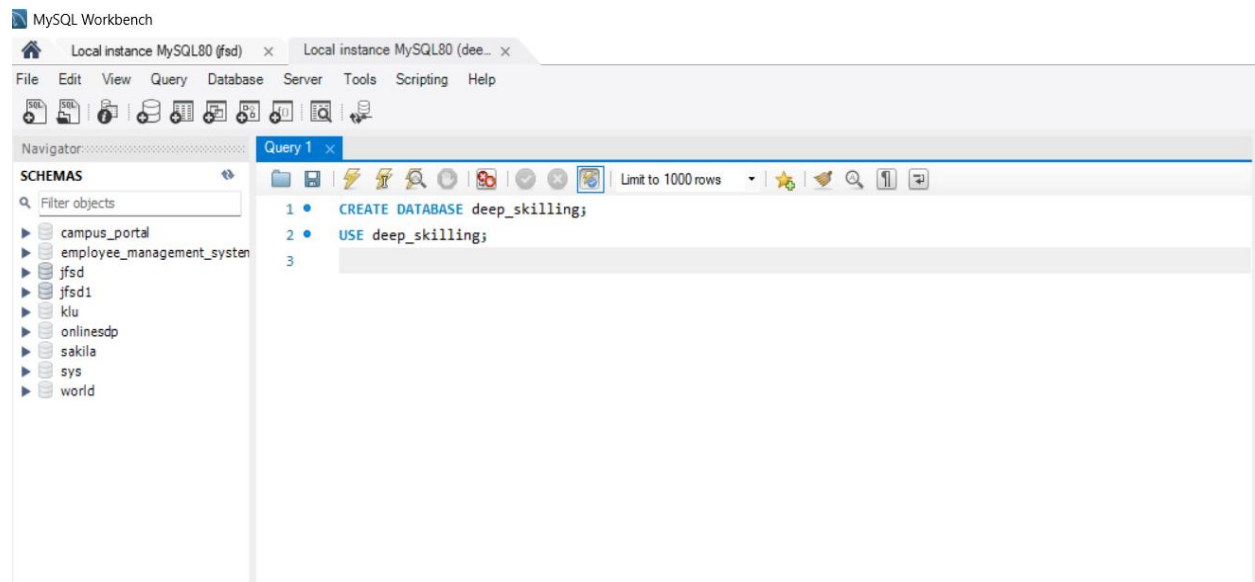 MySQL Workbench
Local instance MySQL80 (jfsd) × Local instance MySQL80 (dee... ×
File Edit View Query Database Server Tools Scripting Help
Navigator
Query 1 ×
SCHEMAS
Limit to 1000 rows
Filter objects
1 CREATE DATABASE deep_skilling;
2 USE deep_skilling;
3
campus_portal
employee_management_system
jfsd
jfsd1
klu
onlinesdp
sakila
sys
world